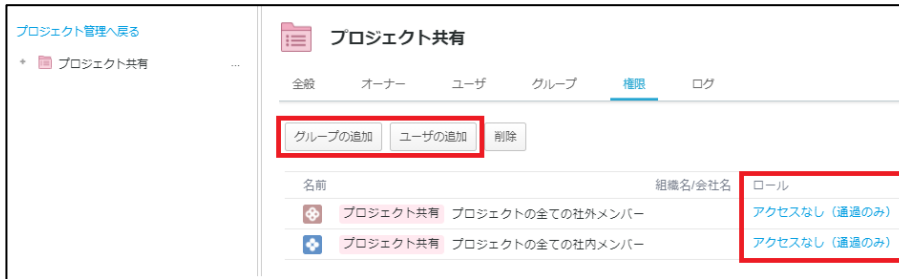 プロジェクト管理へ戻る
プロジェクト共有 ...
プロジェクト共有
全般 オーナー ユーザ グループ 権限 ログ
グループの追加 ユーザの追加 削除
名前 組織名/会社名 ロール
プロジェクト共有 プロジェクトの全ての社外メンバー アクセスなし（通過のみ）
プロジェクト共有 プロジェクトの全ての社内メンバー アクセスなし（通過のみ）